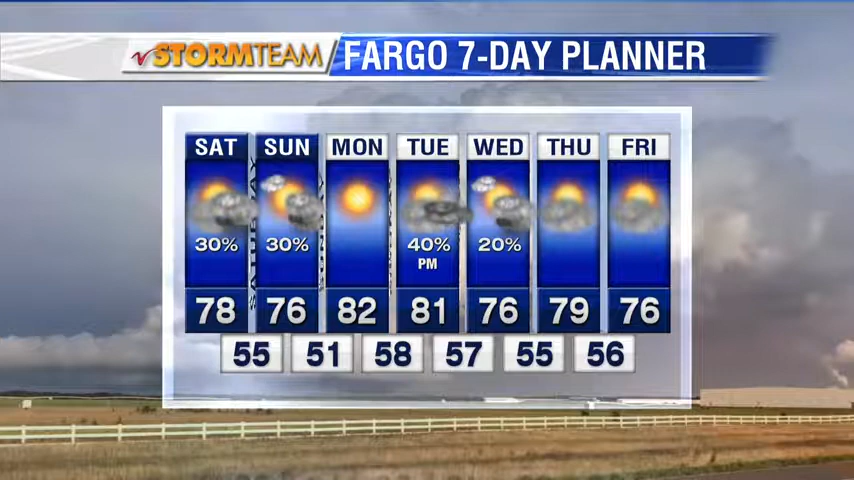 STORMTEAM FARGO 7-DAY PLANNER
SAT SUN MON TUE WED THU FRI
30% 30% 40% 20%
PM
78 76 82 81 76 79 76
55 51 58 57 55 56